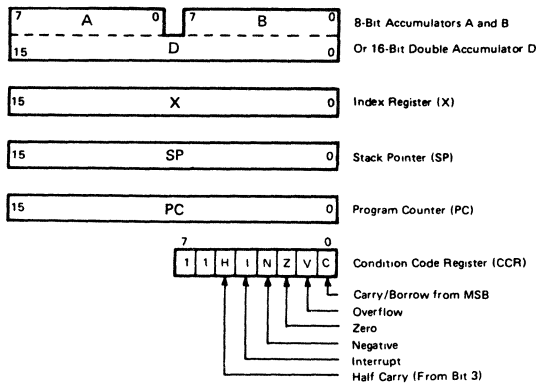 7 A 0 7 B 0 8-Bit Accumulators A and B
15 D 0 Or 16-Bit Double Accumulator D
15 X 0 Index Register (X)
15 SP 0 Stack Pointer (SP)
15 PC 0 Program Counter (PC)
7 0
1 1 H I N Z V C Condition Code Register (CCR)
Carry/Borrow from MSB
Overflow
Zero
Negative
Interrupt
Half Carry (From Bit 3)